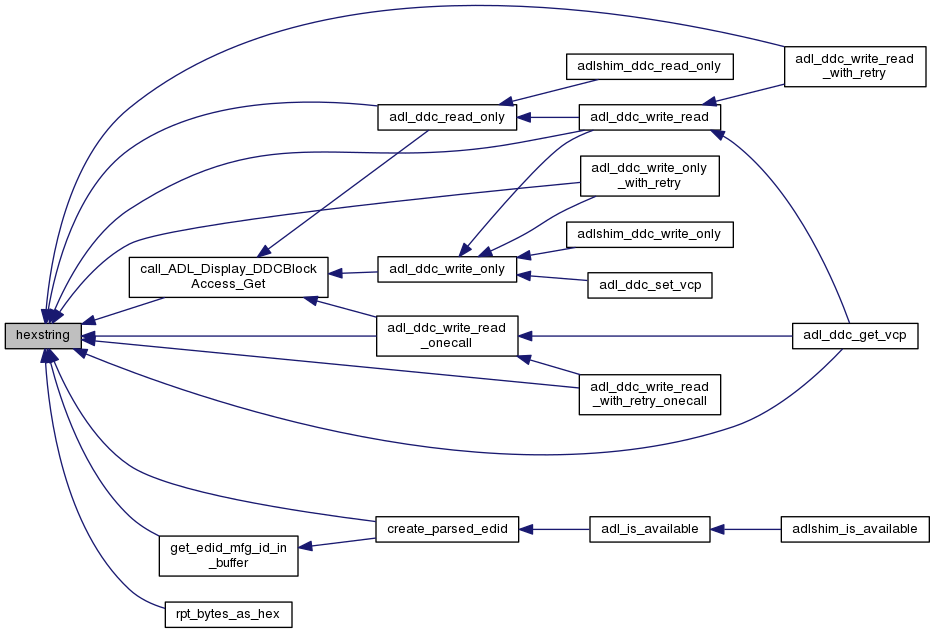 adl_ddc_write_read
_with_retry
adlshim_ddc_read_only
adl_ddc_read_only
adl_ddc_write_read
adl_ddc_write_only
_with_retry
adlshim_ddc_write_only
call_ADL_Display_DDCBlock
Access_Get
adl_ddc_write_only
adl_ddc_set_vcp
hexstring
adl_ddc_write_read
_onecall
adl_ddc_get_vcp
adl_ddc_write_read
_with_retry_onecall
create_parsed_edid
adl_is_available
adlshim_is_available
get_edid_mfg_id_in
_buffer
rpt_bytes_as_hex